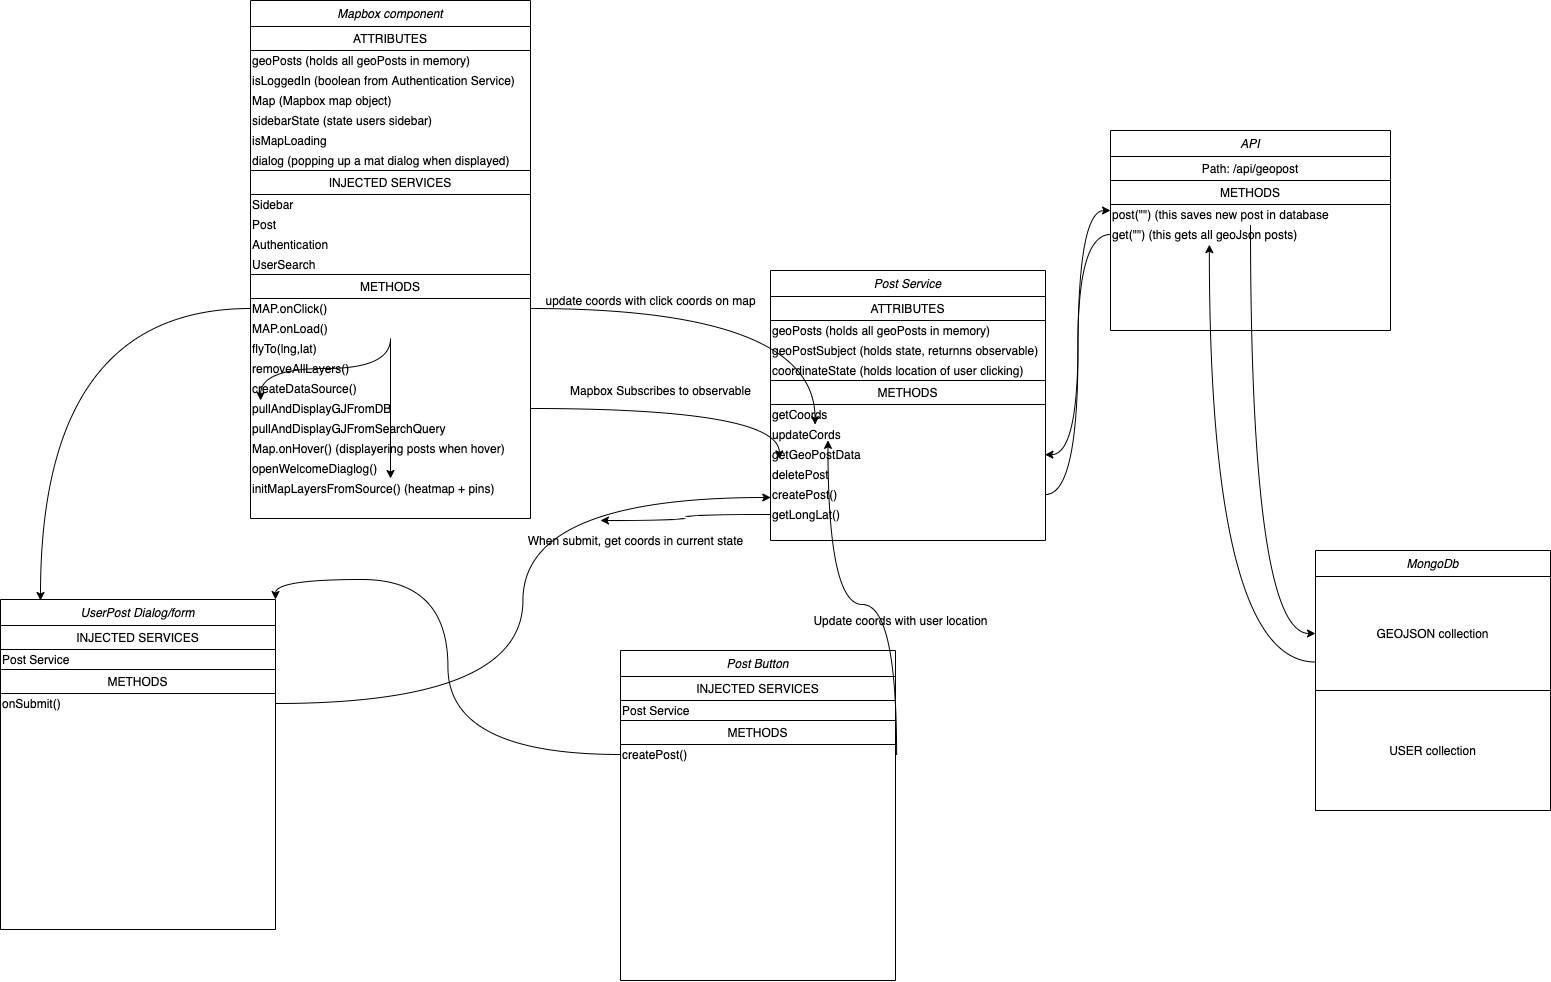 Mapbox component
ATTRIBUTES
geoPosts (holds all geoPosts in memory)
isLoggedIn (boolean from Authentication Service)
Map (Mapbox map object)
sidebarState (state users sidebar)
isMapLoading
dialog (popping up a mat dialog when displayed)
INJECTED SERVICES
Sidebar
Post
Authentication
UserSearch
METHODS
MAP.onClick()
MAP.onLoad()
flyTo(lng,lat)
removeAllLayers()
createDataSource()
pullAndDisplayGJFromDB
pullAndDisplayGJFromSearchQuery
Map.onHover() (displayering posts when hover)
openWelcomeDiaglog()
initMapLayersFromSource() (heatmap + pins)
update coords with click coords on map
Mapbox Subscribes to observable
Post Service
ATTRIBUTES
geoPosts (holds all geoPosts in memory)
geoPostSubject (holds state, returnns observable)
coordinateState (holds location of user clicking)
METHODS
getCoords
updateCords
getGeoPostData
deletePost
createPost()
getLongLat()
When submit, get coords in current state
API
Path: /api/geopost
METHODS
post("") (this saves new post in database
get("") (this gets all geoJson posts)
MongoDb
GEOJSON collection
USER collection
UserPost Dialog/form
INJECTED SERVICES
Post Service
METHODS
onSubmit()
Update coords with user location
Post Button
INJECTED SERVICES
Post Service
METHODS
createPost()